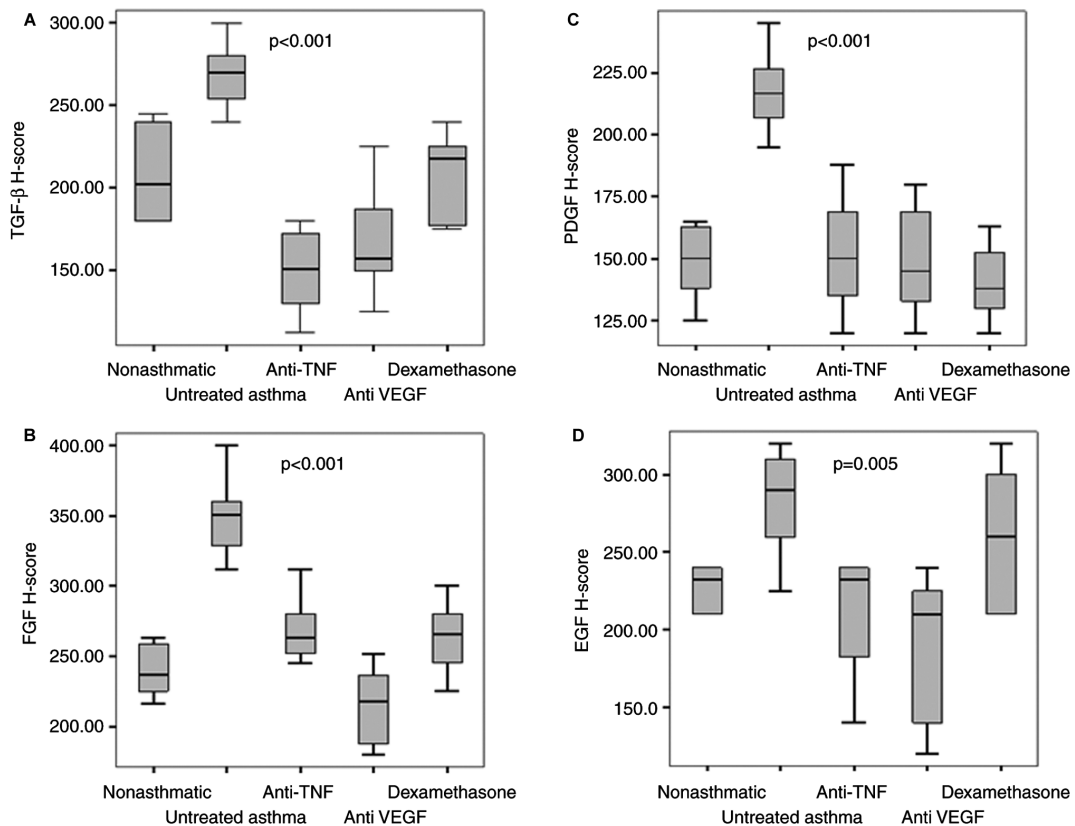 A
TGF-β H-score
300.00
250.00
200.00
150.00
p<0.001
Nonasthmatic Anti-TNF Dexamethasone
Untreated asthma Anti VEGF
C
PDGF H-score
225.00
200.00
175.00
150.00
125.00
p<0.001
Nonasthmatic Anti-TNF Dexamethasone
Untreated asthma Anti VEGF
B
FGF H-score
400.00
350.00
300.00
250.00
200.00
p<0.001
Nonasthmatic Anti-TNF Dexamethasone
Untreated asthma Anti VEGF
D
EGF H-score
300.00
250.00
200.00
150.0
p=0.005
Nonasthmatic Anti-TNF Dexamethasone
Untreated asthma Anti VEGF